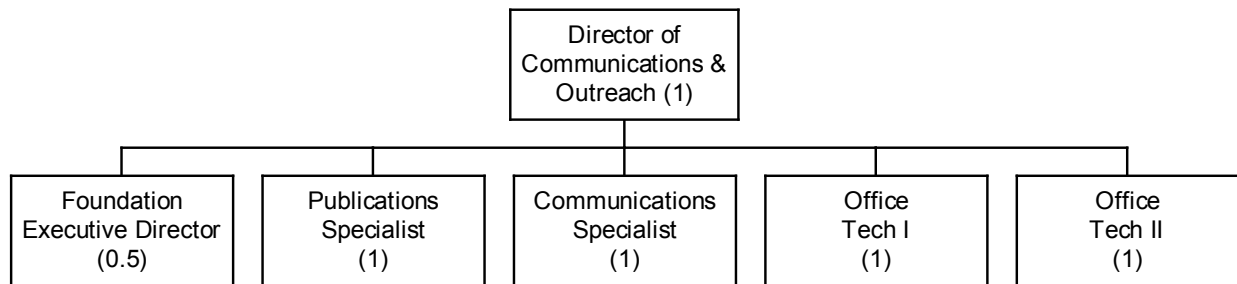 Director of
Communications &
Outreach (1)
Foundation
Executive Director
(0.5)
Publications
Specialist
(1)
Communications
Specialist
(1)
Office
Tech I
(1)
Office
Tech II
(1)